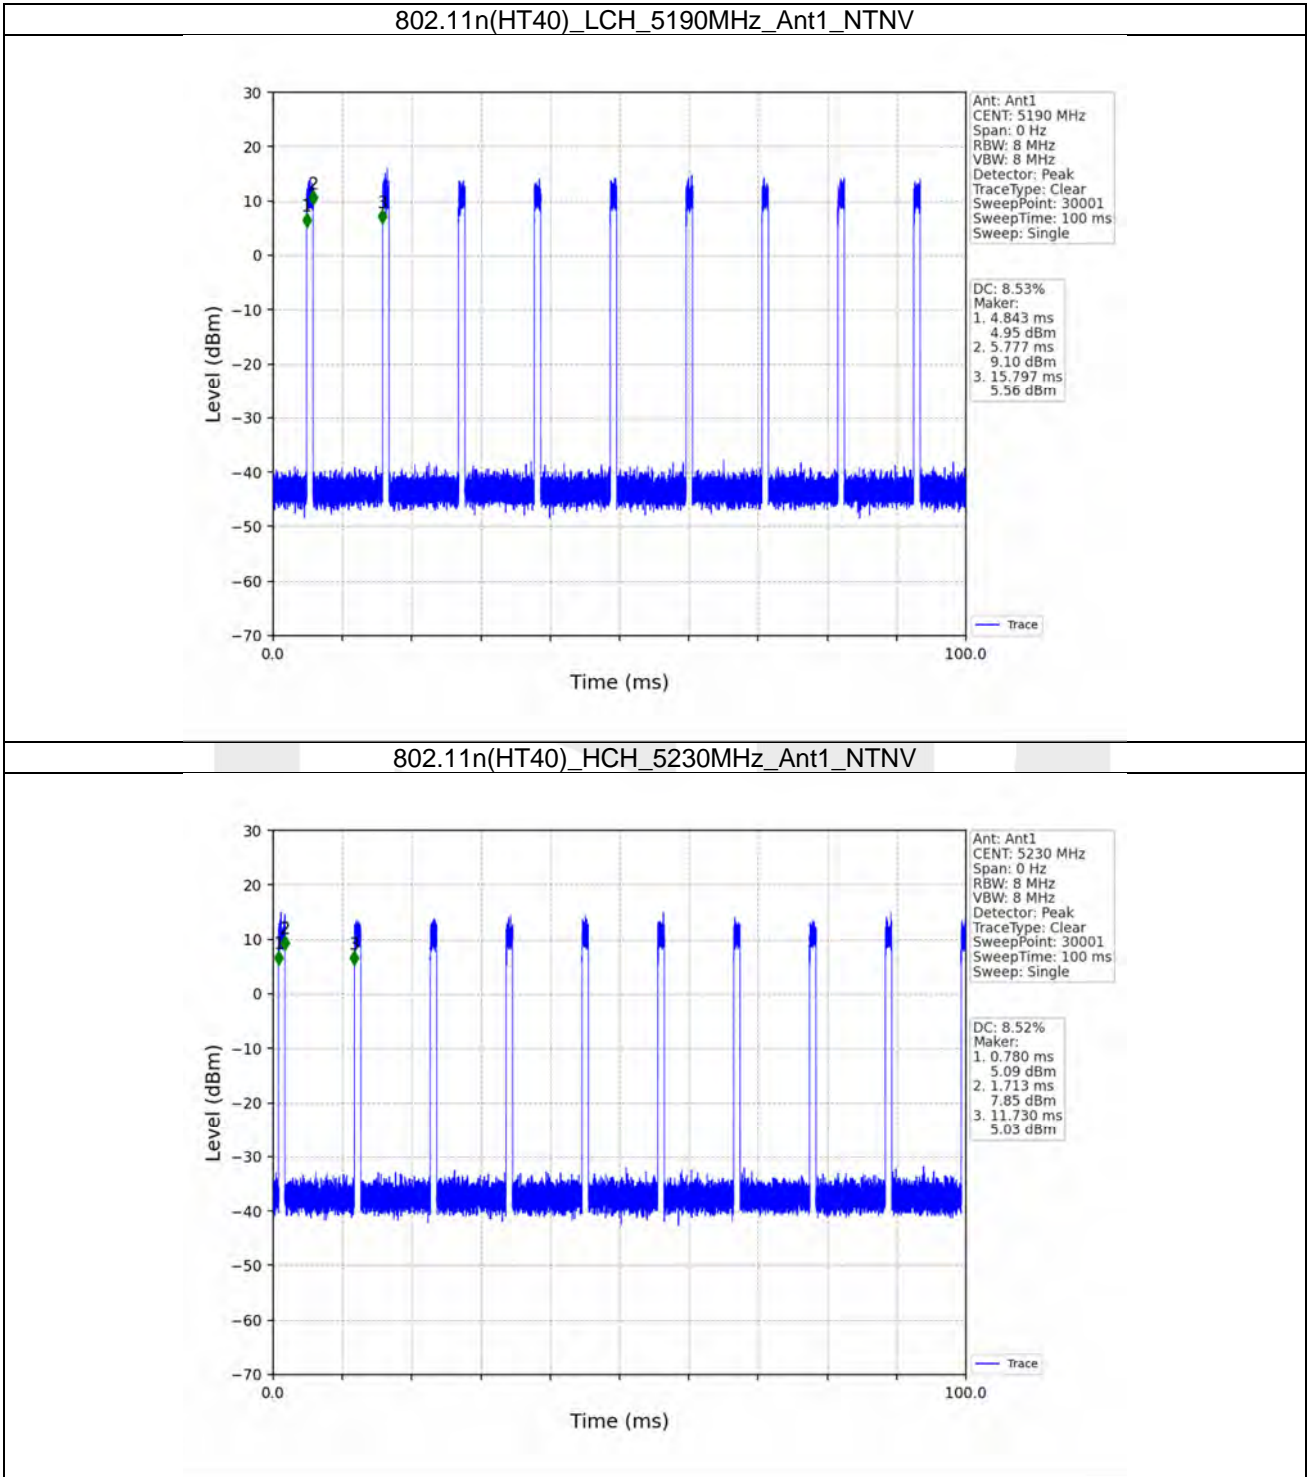 802.11n(HT40)_LCH_5190MHz_Ant1_NTNV
30
20
10
0
−10
−20
−30
−40
−50
−60
−70
Level (dBm)
0.0
100.0
Time (ms)
1
2
3
Ant: Ant1
CENT: 5190 MHz
Span: 0 Hz
RBW: 8 MHz
VBW: 8 MHz
Detector: Peak
TraceType: Clear
SweepPoint: 30001
SweepTime: 100 ms
Sweep: Single
DC: 8.53%
Maker:
1. 4.843 ms
4.95 dBm
2. 5.777 ms
9.10 dBm
3. 15.797 ms
5.56 dBm
Trace
802.11n(HT40)_HCH_5230MHz_Ant1_NTNV
30
20
10
0
−10
−20
−30
−40
−50
−60
−70
Level (dBm)
0.0
100.0
Time (ms)
1
2
3
Ant: Ant1
CENT: 5230 MHz
Span: 0 Hz
RBW: 8 MHz
VBW: 8 MHz
Detector: Peak
TraceType: Clear
SweepPoint: 30001
SweepTime: 100 ms
Sweep: Single
DC: 8.52%
Maker:
1. 0.780 ms
5.09 dBm
2. 1.713 ms
7.85 dBm
3. 11.730 ms
5.03 dBm
Trace